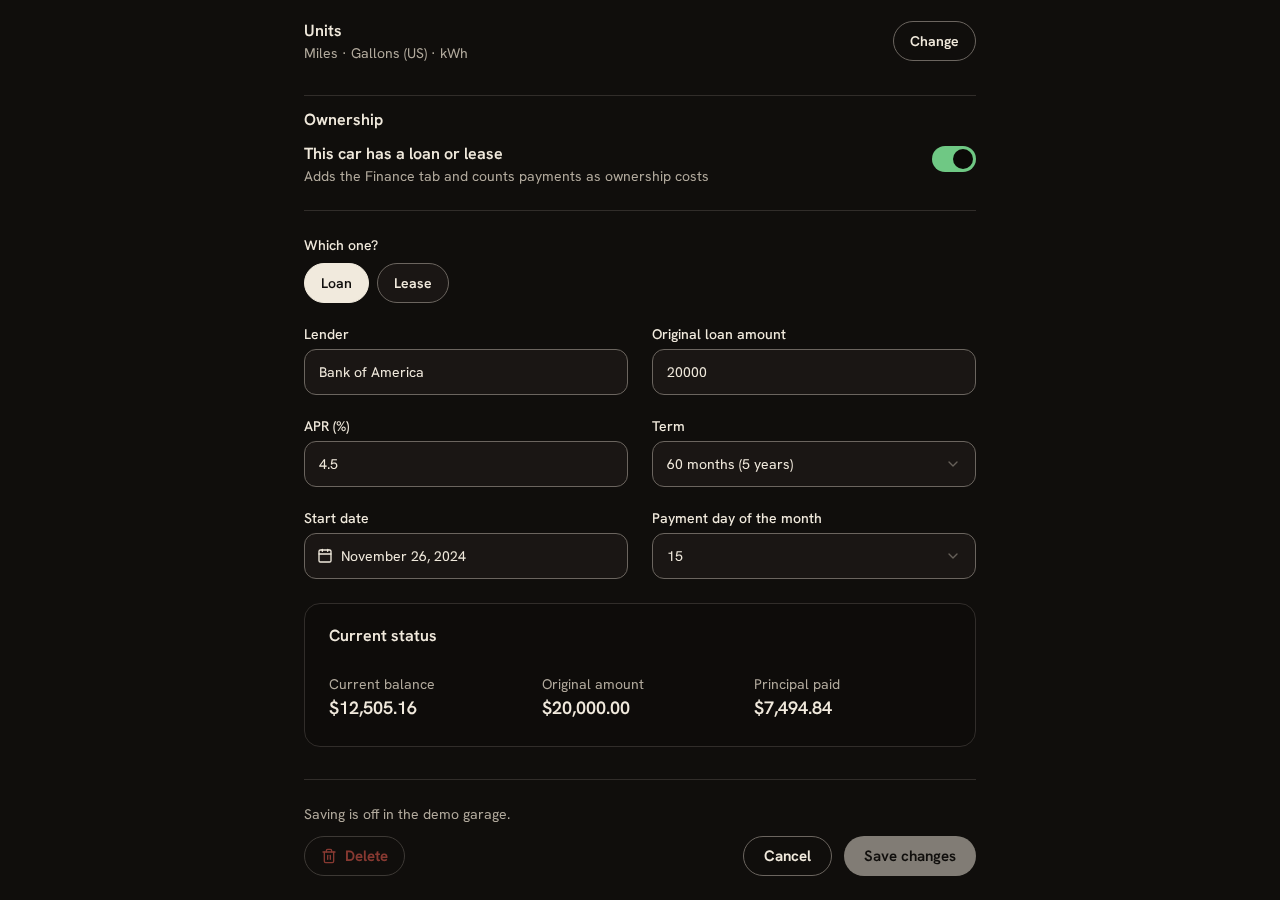 Units
Miles · Gallons (US) · kWh
Change
Ownership
This car has a loan or lease
Adds the Finance tab and counts payments as ownership costs
Which one?
Loan
Lease
Lender
Original loan amount
Bank of America
20000
APR (%)
Term
4.5
60 months (5 years)
Start date
Payment day of the month
November 26, 2024
15
Current status
Current balance
Original amount
Principal paid
$12,505.16
$20,000.00
$7,494.84
Saving is off in the demo garage.
Delete
Cancel
Save changes